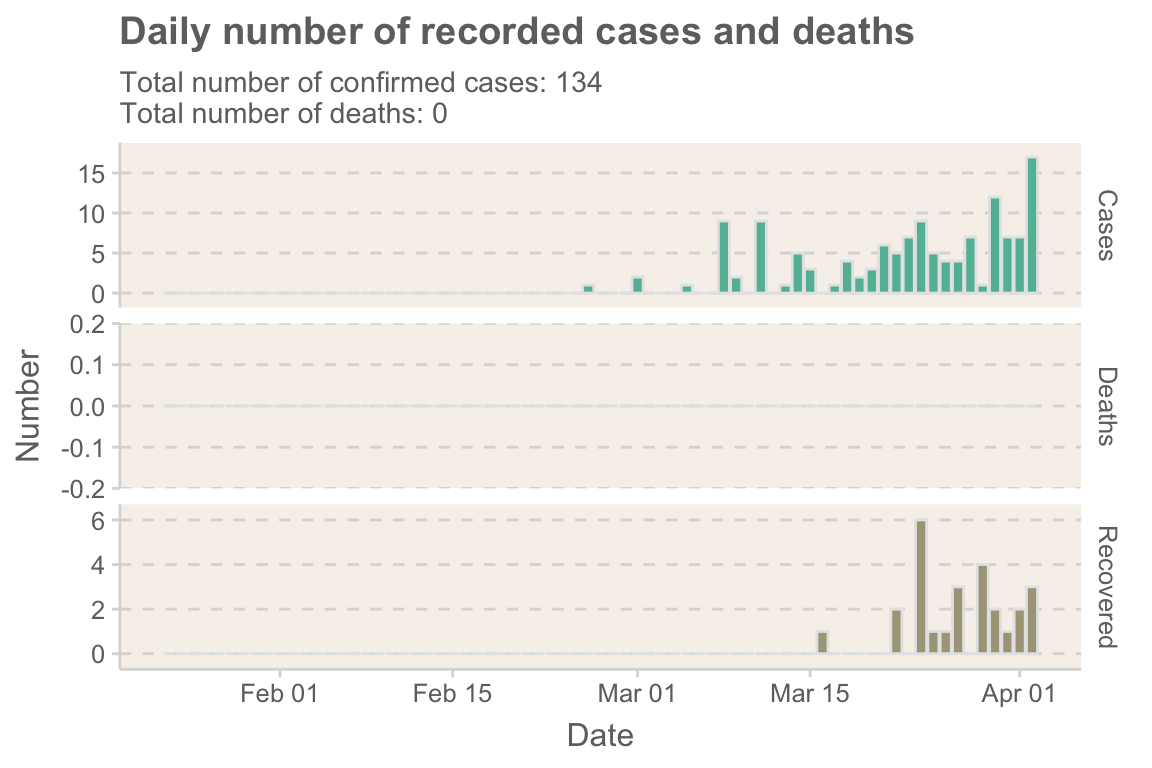 Daily number of recorded cases and deaths
Total number of confirmed cases: 134
Total number of deaths: 0
15
10
5
0
Cases
0.2
0.1
0.0
-0.1
-0.2
Deaths
Number
6
4
2
0
Recovered
Feb 01 Feb 15 Mar 01 Mar 15 Apr 01
Date